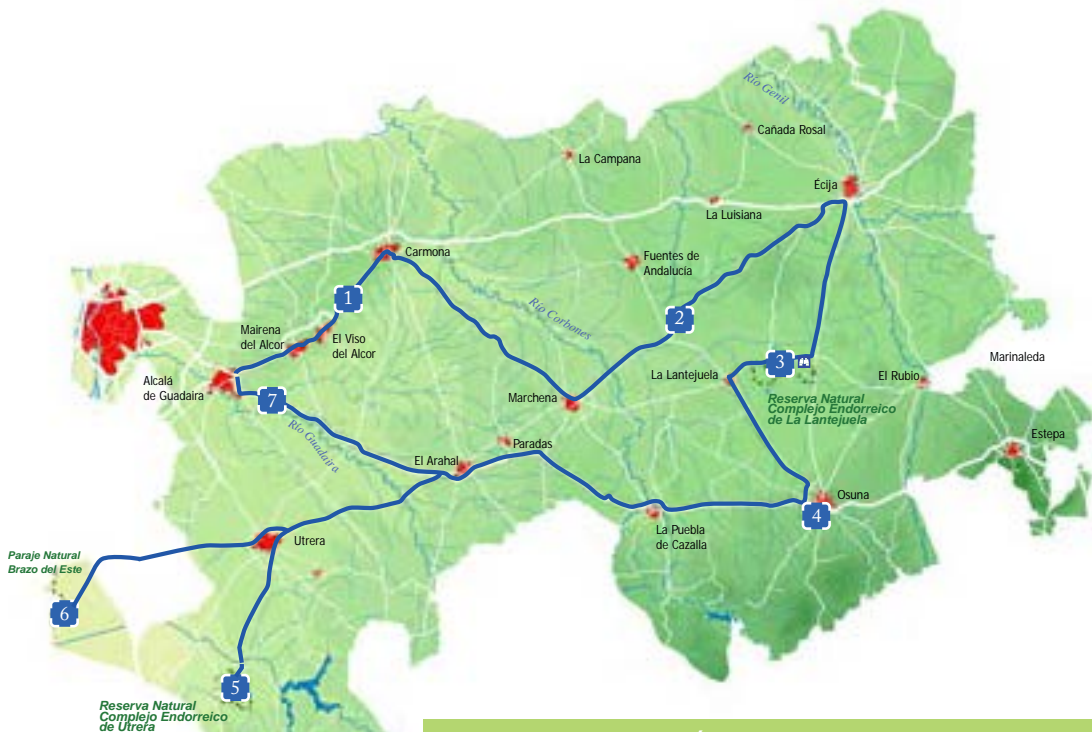 Río Genil
Cañada Rosal
La Campana
Écija
La Luisiana
Carmona
Fuentes de
Andalucía
1
Río Corbones
2
Mairena
del Alcor
El Viso
del Alcor
Marinaleda
3
La Lantejuela
El Rubio
Alcalá
de Guadaira
7
Marchena
Reserva Natural
Complejo Endorreico
de La Lantejuela
Río Guadaira
Paradas
Estepa
El Arahal
Osuna
4
La Puebla
de Cazalla
Utrera
Paraje Natural
Brazo del Este
6
5
Reserva Natural
Complejo Endorreico
de Utrera